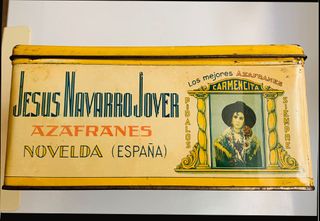 JESUS NAVARRO JOVER
AZAFRANES
NOVELDA (ESPAÑA)
Los mejores AZAFRANES
CARMENCITA
PIDALOS
SIEMPRE